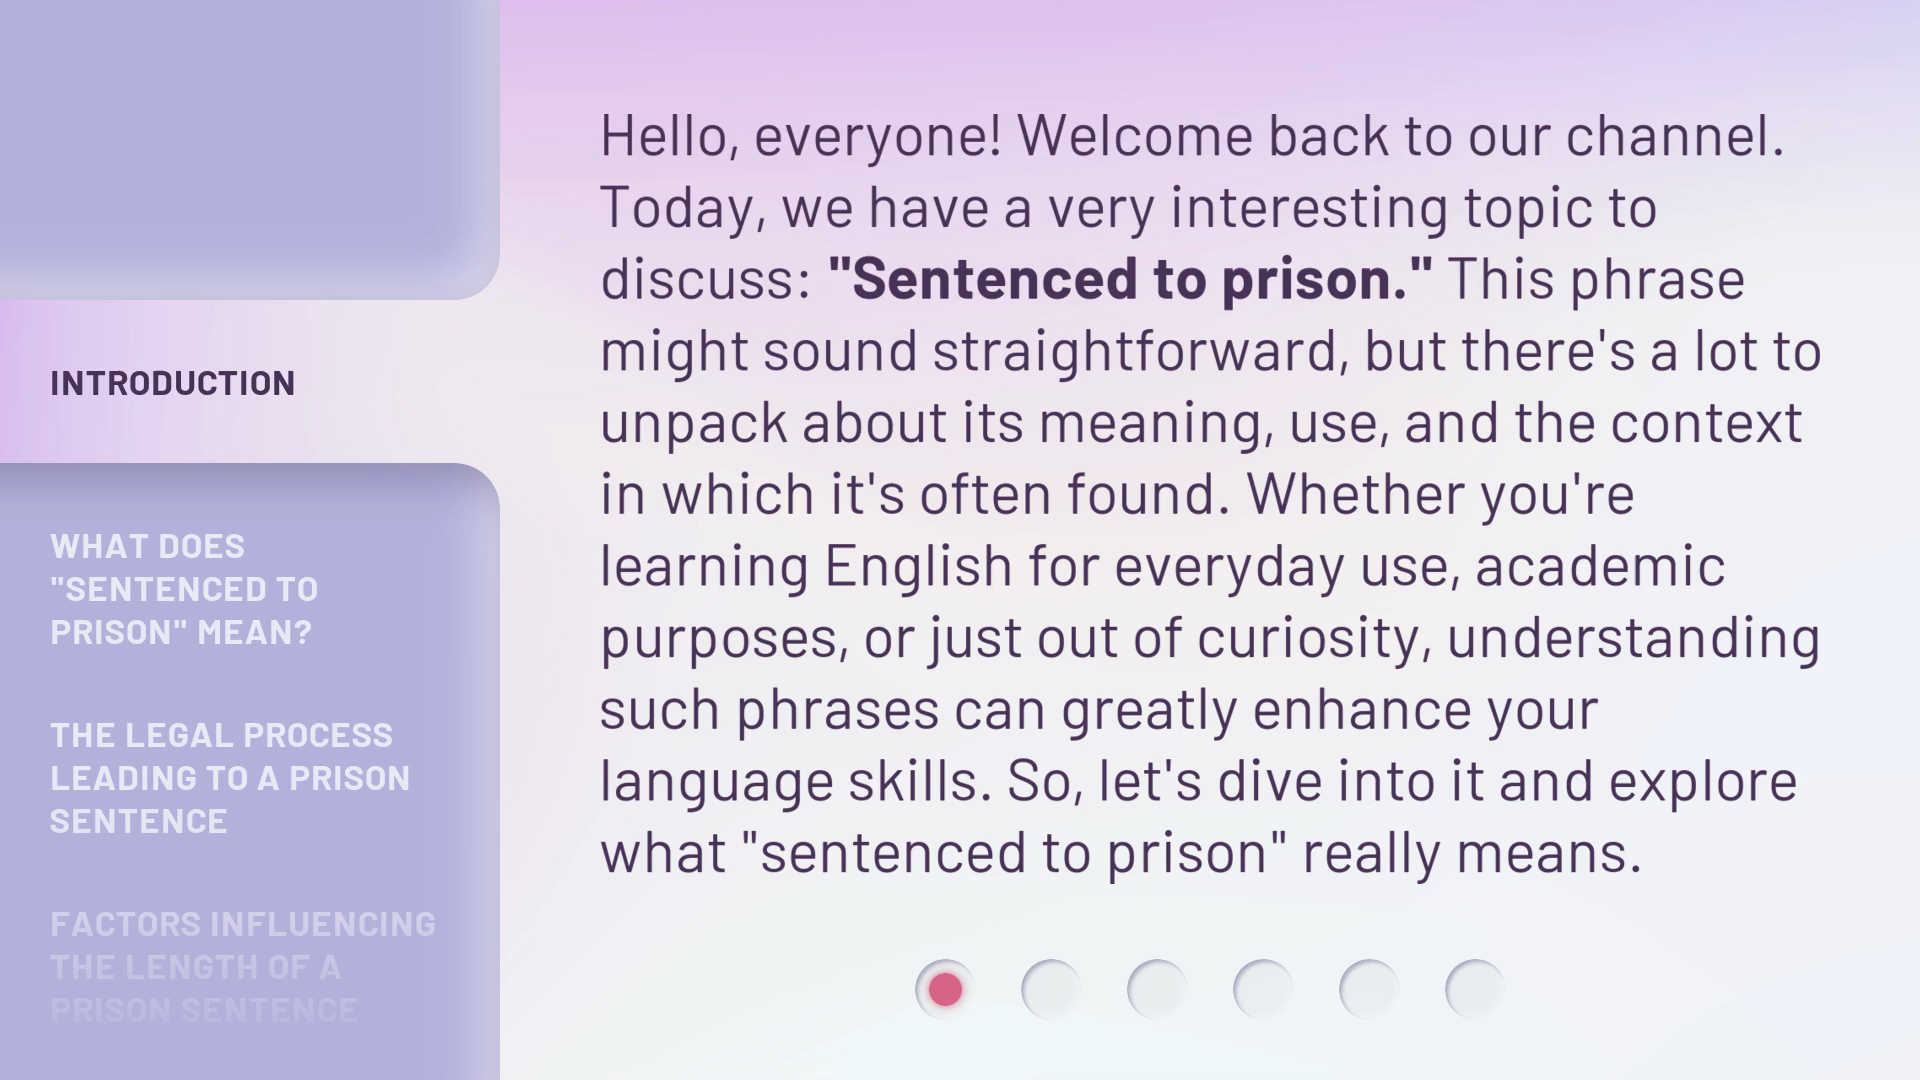 INTRODUCTION
WHAT DOES
"SENTENCED TO
PRISON" MEAN?
THE LEGAL PROCESS
LEADING TO A PRISON
SENTENCE
FACTORS INFLUENCING
THE LENGTH OF A
PRISON SENTENCE
Hello, everyone! Welcome back to our channel.
Today, we have a very interesting topic to
discuss: "Sentenced to prison." This phrase
might sound straightforward, but there's a lot to
unpack about its meaning, use, and the context
in which it's often found. Whether you're
learning English for everyday use, academic
purposes, or just out of curiosity, understanding
such phrases can greatly enhance your
language skills. So, let's dive into it and explore
what "sentenced to prison" really means.